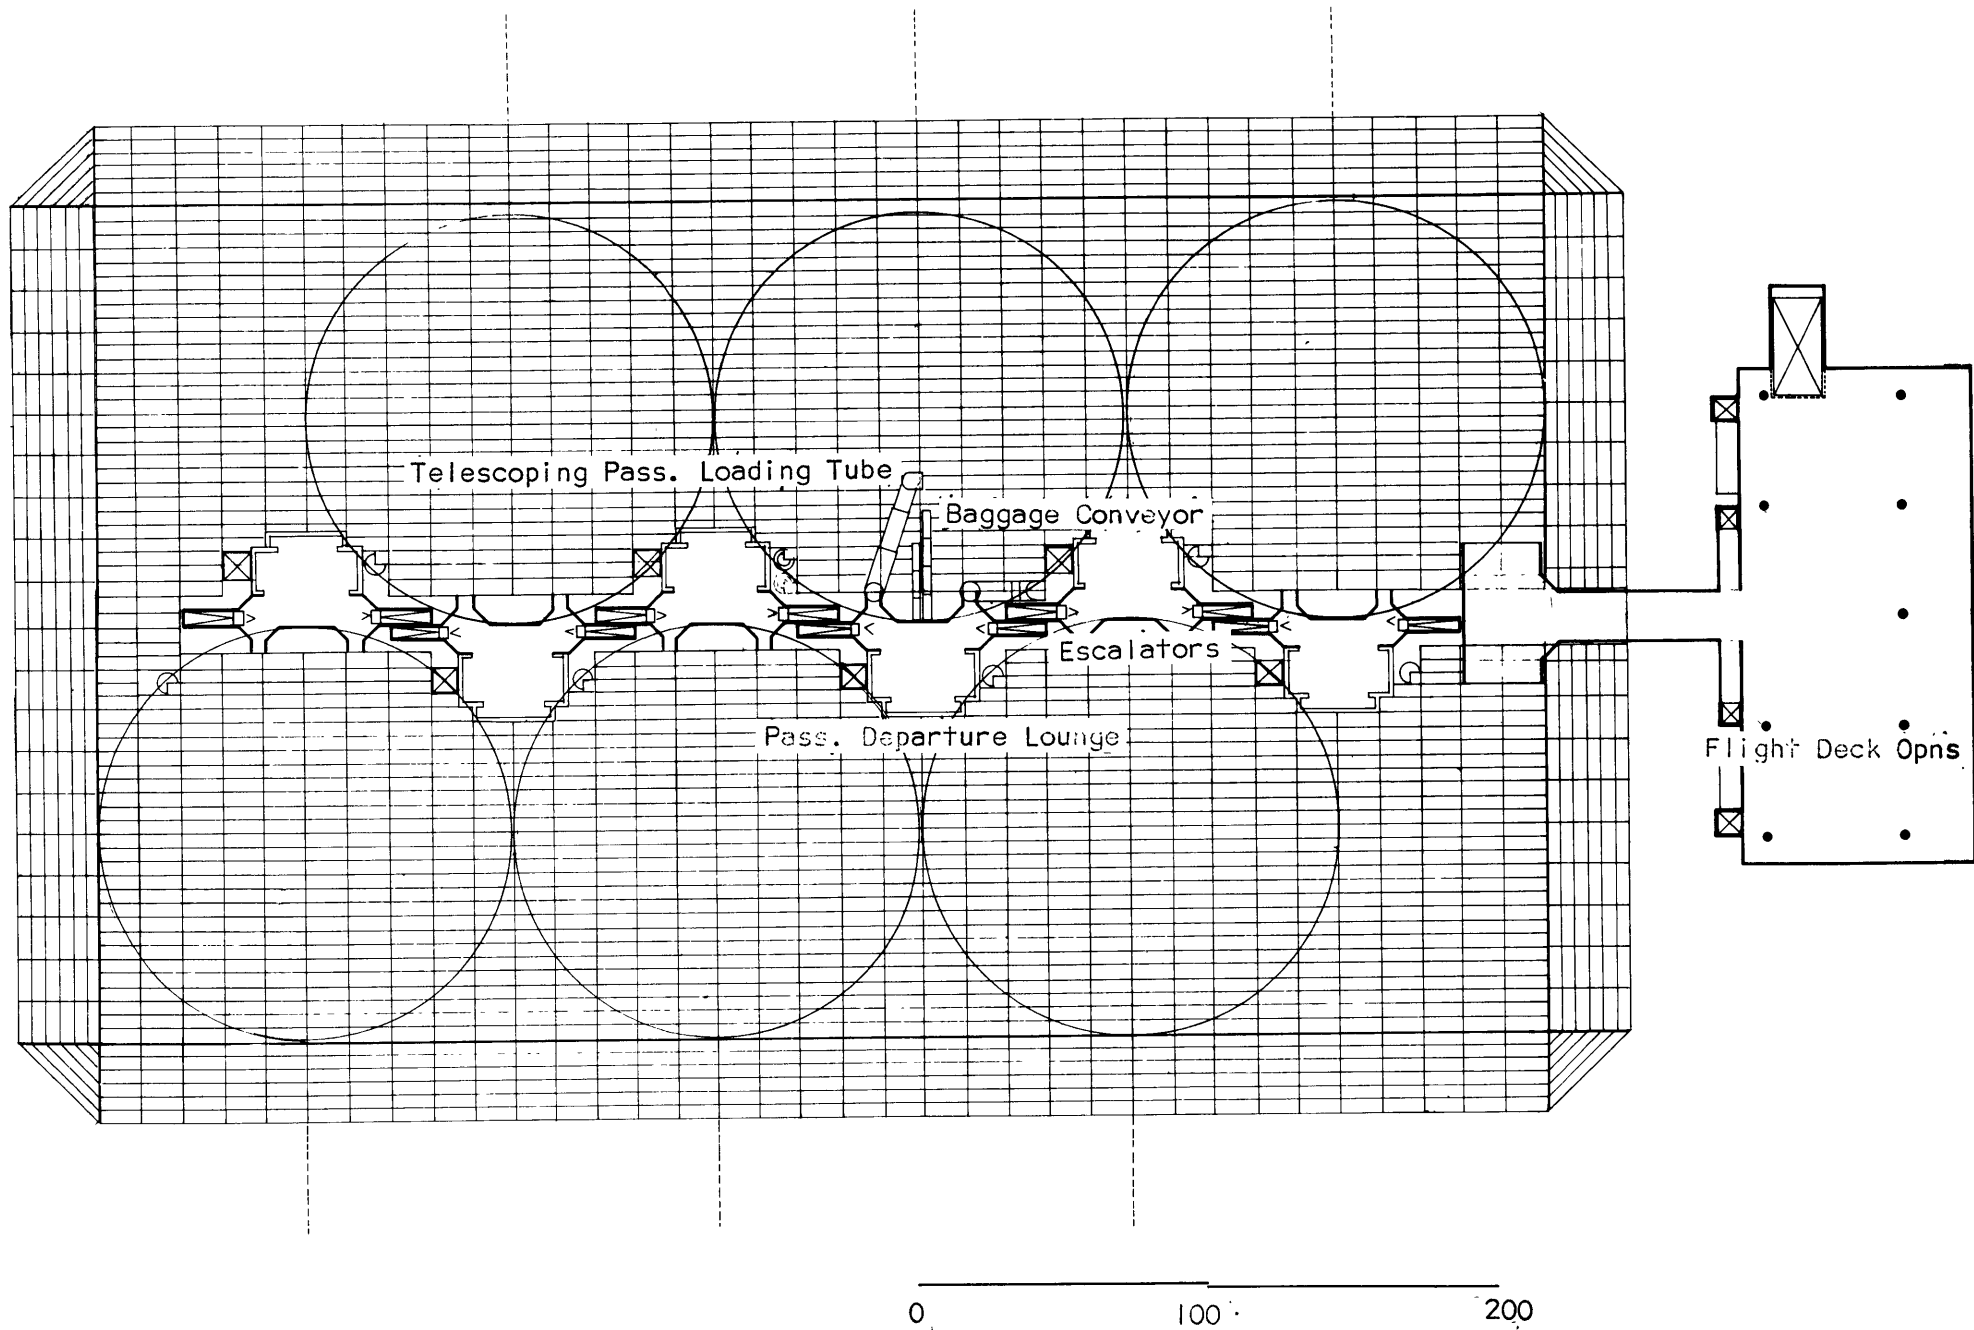 Telescoping Pass. Loading Tube
Baggage Conveyor
Escalators
Pass. Departure Lounge
Flight Deck Opns
0 100 200